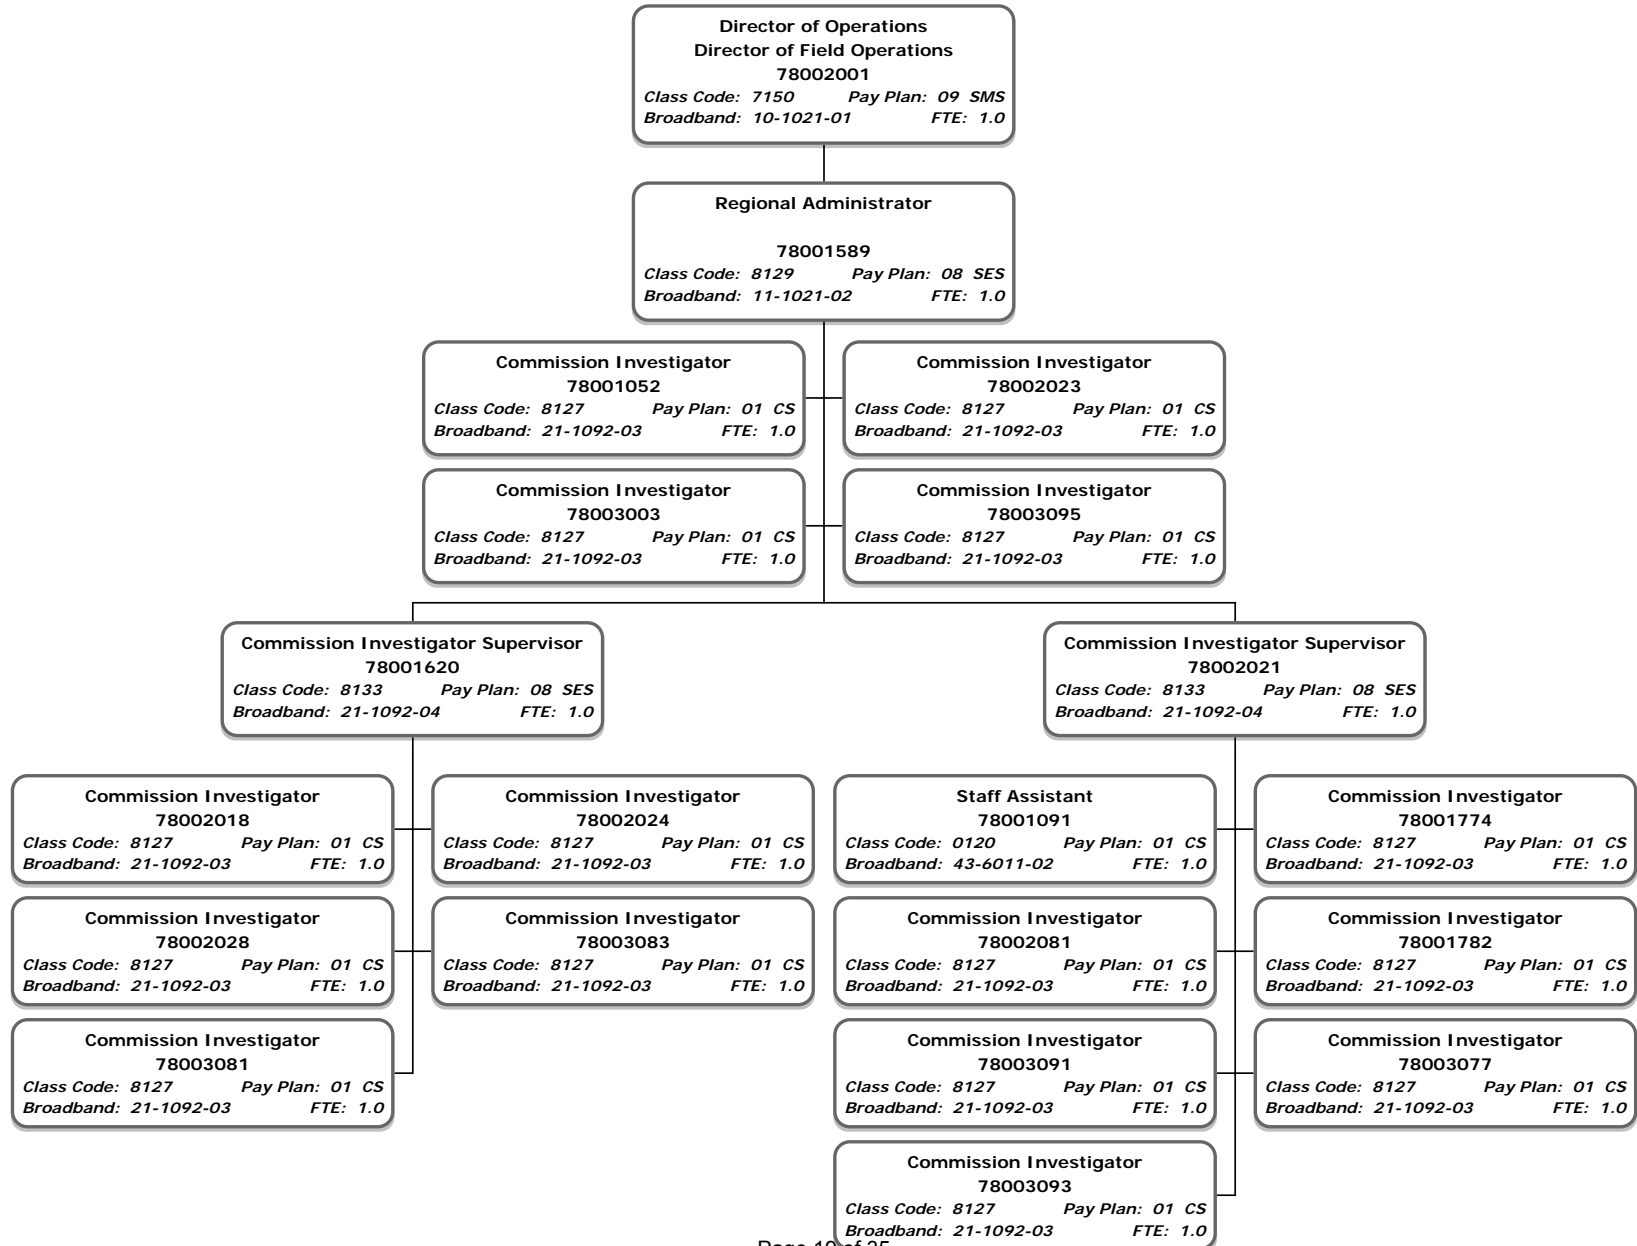 Director of Operations
Director of Field Operations
78002001
Class Code: 7150 Pay Plan: 09 SMS
Broadband: 10-1021-01 FTE: 1.0
Regional Administrator
78001589
Class Code: 8129 Pay Plan: 08 SES
Broadband: 11-1021-02 FTE: 1.0
Commission Investigator
78001052
Class Code: 8127 Pay Plan: 01 CS
Broadband: 21-1092-03 FTE: 1.0
Commission Investigator
78002023
Class Code: 8127 Pay Plan: 01 CS
Broadband: 21-1092-03 FTE: 1.0
Commission Investigator
78003003
Class Code: 8127 Pay Plan: 01 CS
Broadband: 21-1092-03 FTE: 1.0
Commission Investigator
78003095
Class Code: 8127 Pay Plan: 01 CS
Broadband: 21-1092-03 FTE: 1.0
Commission Investigator Supervisor
78001620
Class Code: 8133 Pay Plan: 08 SES
Broadband: 21-1092-04 FTE: 1.0
Commission Investigator Supervisor
78002021
Class Code: 8133 Pay Plan: 08 SES
Broadband: 21-1092-04 FTE: 1.0
Commission Investigator
78002018
Class Code: 8127 Pay Plan: 01 CS
Broadband: 21-1092-03 FTE: 1.0
Commission Investigator
78002024
Class Code: 8127 Pay Plan: 01 CS
Broadband: 21-1092-03 FTE: 1.0
Staff Assistant
78001091
Class Code: 0120 Pay Plan: 01 CS
Broadband: 43-6011-02 FTE: 1.0
Commission Investigator
78001774
Class Code: 8127 Pay Plan: 01 CS
Broadband: 21-1092-03 FTE: 1.0
Commission Investigator
78002028
Class Code: 8127 Pay Plan: 01 CS
Broadband: 21-1092-03 FTE: 1.0
Commission Investigator
78003083
Class Code: 8127 Pay Plan: 01 CS
Broadband: 21-1092-03 FTE: 1.0
Commission Investigator
78002081
Class Code: 8127 Pay Plan: 01 CS
Broadband: 21-1092-03 FTE: 1.0
Commission Investigator
78001782
Class Code: 8127 Pay Plan: 01 CS
Broadband: 21-1092-03 FTE: 1.0
Commission Investigator
78003081
Class Code: 8127 Pay Plan: 01 CS
Broadband: 21-1092-03 FTE: 1.0
Commission Investigator
78003091
Class Code: 8127 Pay Plan: 01 CS
Broadband: 21-1092-03 FTE: 1.0
Commission Investigator
78003077
Class Code: 8127 Pay Plan: 01 CS
Broadband: 21-1092-03 FTE: 1.0
Commission Investigator
78003093
Class Code: 8127 Pay Plan: 01 CS
Broadband: 21-1092-03 FTE: 1.0
Page of